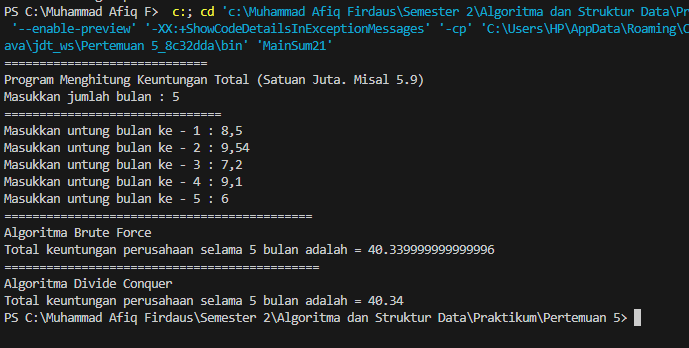 PS C:\Muhammad Afiq F>  c:; cd 'c:\Muhammad Afiq Firdaus\Semester 2\Algoritma dan Struktur Data\Pr
'--enable-preview' '-XX:+ShowCodeDetailsInExceptionMessages' '-cp' 'C:\Users\HP\AppData\Roaming\C
ava\jdt_ws\Pertemuan 5_8c32dda\bin' 'MainSum21'
=============================
Program Menghitung Keuntungan Total (Satuan Juta. Misal 5.9)
Masukkan jumlah bulan : 5
===============================
Masukkan untung bulan ke - 1 : 8,5
Masukkan untung bulan ke - 2 : 9,54
Masukkan untung bulan ke - 3 : 7,2
Masukkan untung bulan ke - 4 : 9,1
Masukkan untung bulan ke - 5 : 6
============================================
Algoritma Brute Force
Total keuntungan perusahaan selama 5 bulan adalah = 40.339999999999996
=============================================
Algoritma Divide Conquer
Total keuntungan perusahaan selama 5 bulan adalah = 40.34
PS C:\Muhammad Afiq Firdaus\Semester 2\Algoritma dan Struktur Data\Praktikum\Pertemuan 5>